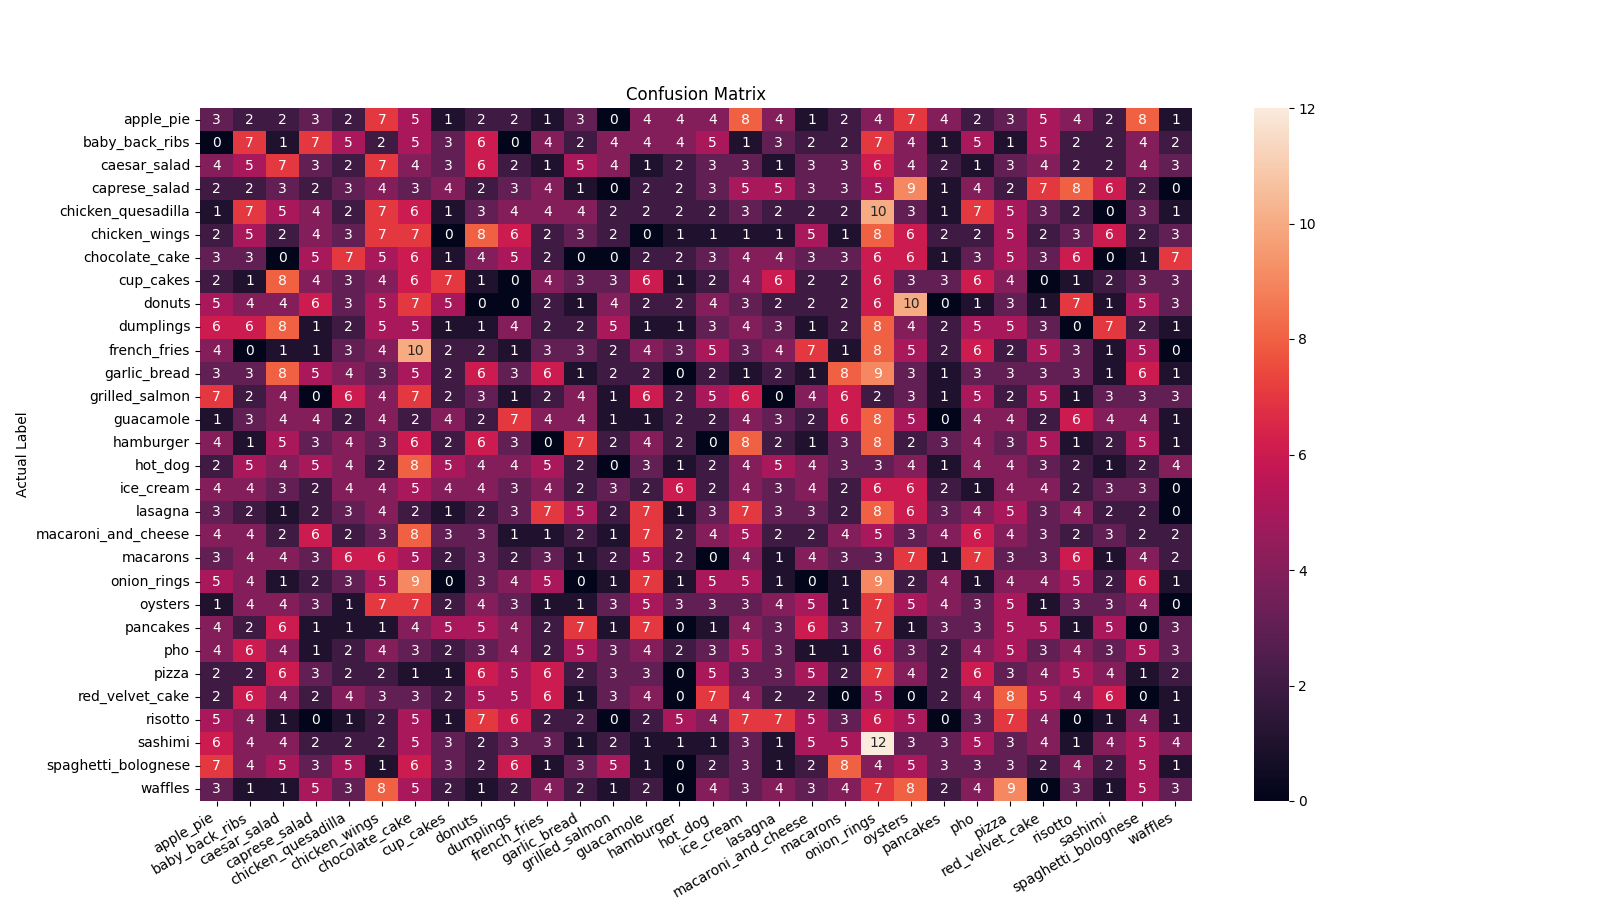 Confusion Matrix
Actual Label
apple_pie 3 2 2 3 2 7 5 1 2 2 1 3 0 4 4 4 8 4 1 2 4 7 4 2 3 5 4 2 8 1
baby_back_ribs 0 7 1 7 5 2 5 3 6 0 4 2 4 4 4 5 1 3 2 2 7 4 1 5 1 5 2 2 4 2
caesar_salad 4 5 7 3 2 7 4 3 6 2 1 5 4 1 2 3 3 1 3 3 6 4 2 1 3 4 2 2 4 3
caprese_salad 2 2 3 2 3 4 3 4 2 3 4 1 0 2 2 3 5 5 3 3 5 9 1 4 2 7 8 6 2 0
chicken_quesadilla 1 7 5 4 2 7 6 1 3 4 4 4 2 2 2 2 3 2 2 2 10 3 1 7 5 3 2 0 3 1
chicken_wings 2 5 2 4 3 7 7 0 8 6 2 3 2 0 1 1 1 1 5 1 8 6 2 2 5 2 3 6 2 3
chocolate_cake 3 3 0 5 7 5 6 1 4 5 2 0 0 2 2 3 4 4 3 3 6 6 1 3 5 3 6 0 1 7
cup_cakes 2 1 8 4 3 4 6 7 1 0 4 3 3 6 1 2 4 6 2 2 6 3 3 6 4 0 1 2 3 3
donuts 5 4 4 6 3 5 7 5 0 0 2 1 4 2 2 4 3 2 2 2 6 10 0 1 3 1 7 1 5 3
dumplings 6 6 8 1 2 5 5 1 1 4 2 2 5 1 1 3 4 3 1 2 8 4 2 5 5 3 0 7 2 1
french_fries 4 0 1 1 3 4 10 2 2 1 3 3 2 4 3 5 3 4 7 1 8 5 2 6 2 5 3 1 5 0
garlic_bread 3 3 8 5 4 3 5 2 6 3 6 1 2 2 0 2 1 2 1 8 9 3 1 3 3 3 3 1 6 1
grilled_salmon 7 2 4 0 6 4 7 2 3 1 2 4 1 6 2 5 6 0 4 6 2 3 1 5 2 5 1 3 3 3
guacamole 1 3 4 4 2 4 2 4 2 7 4 4 1 1 2 2 4 3 2 6 8 5 0 4 4 2 6 4 4 1
hamburger 4 1 5 3 4 3 6 2 6 3 0 7 2 4 2 0 8 2 1 3 8 2 3 4 3 5 1 2 5 1
hot_dog 2 5 4 5 4 2 8 5 4 4 5 2 0 3 1 2 4 5 4 3 3 4 1 4 4 3 2 1 2 4
ice_cream 4 4 3 2 4 4 5 4 4 3 4 2 3 2 6 2 4 3 4 2 6 6 2 1 4 4 2 3 3 0
lasagna 3 2 1 2 3 4 2 1 2 3 7 5 2 7 1 3 7 3 3 2 8 6 3 4 5 3 4 2 2 0
macaroni_and_cheese 4 4 2 6 2 3 8 3 3 1 1 2 1 7 2 4 5 2 2 4 5 3 4 6 4 3 2 3 2 2
macarons 3 4 4 3 6 6 5 2 3 2 3 1 2 5 2 0 4 1 4 3 3 7 1 7 3 3 6 1 4 2
onion_rings 5 4 1 2 3 5 9 0 3 4 5 0 1 7 1 5 5 1 0 1 9 2 4 1 4 4 5 2 6 1
oysters 1 4 4 3 1 7 7 2 4 3 1 1 3 5 3 3 3 4 5 1 7 5 4 3 5 1 3 3 4 0
pancakes 4 2 6 1 1 1 4 5 5 4 2 7 1 7 0 1 4 3 6 3 7 1 3 3 5 5 1 5 0 3
pho 4 6 4 1 2 4 3 2 3 4 2 5 3 4 2 3 5 3 1 1 6 3 2 4 5 3 4 3 5 3
pizza 2 2 6 3 2 2 1 1 6 5 6 2 3 3 0 5 3 3 5 2 7 4 2 6 3 4 5 4 1 2
red_velvet_cake 2 6 4 2 4 3 3 2 5 5 6 1 3 4 0 7 4 2 2 0 5 0 2 4 8 5 4 6 0 1
risotto 5 4 1 0 1 2 5 1 7 6 2 2 0 2 5 4 7 7 5 3 6 5 0 3 7 4 0 1 4 1
sashimi 6 4 4 2 2 2 5 3 2 3 3 1 2 1 1 1 3 1 5 5 12 3 3 5 3 4 1 4 5 4
spaghetti_bolognese 7 4 5 3 5 1 6 3 2 6 1 3 5 1 0 2 3 1 2 8 4 5 3 3 3 2 4 2 5 1
waffles 3 1 1 5 3 8 5 2 1 2 4 2 1 2 0 4 3 4 3 4 7 8 2 4 9 0 3 1 5 3
apple_pie
baby_back_ribs
caesar_salad
caprese_salad
chicken_quesadilla
chicken_wings
chocolate_cake
cup_cakes
donuts
dumplings
french_fries
garlic_bread
grilled_salmon
guacamole
hamburger
hot_dog
ice_cream
lasagna
macaroni_and_cheese
macarons
onion_rings
oysters
pancakes
pho
pizza
red_velvet_cake
risotto
sashimi
spaghetti_bolognese
waffles
12
10
8
6
4
2
0